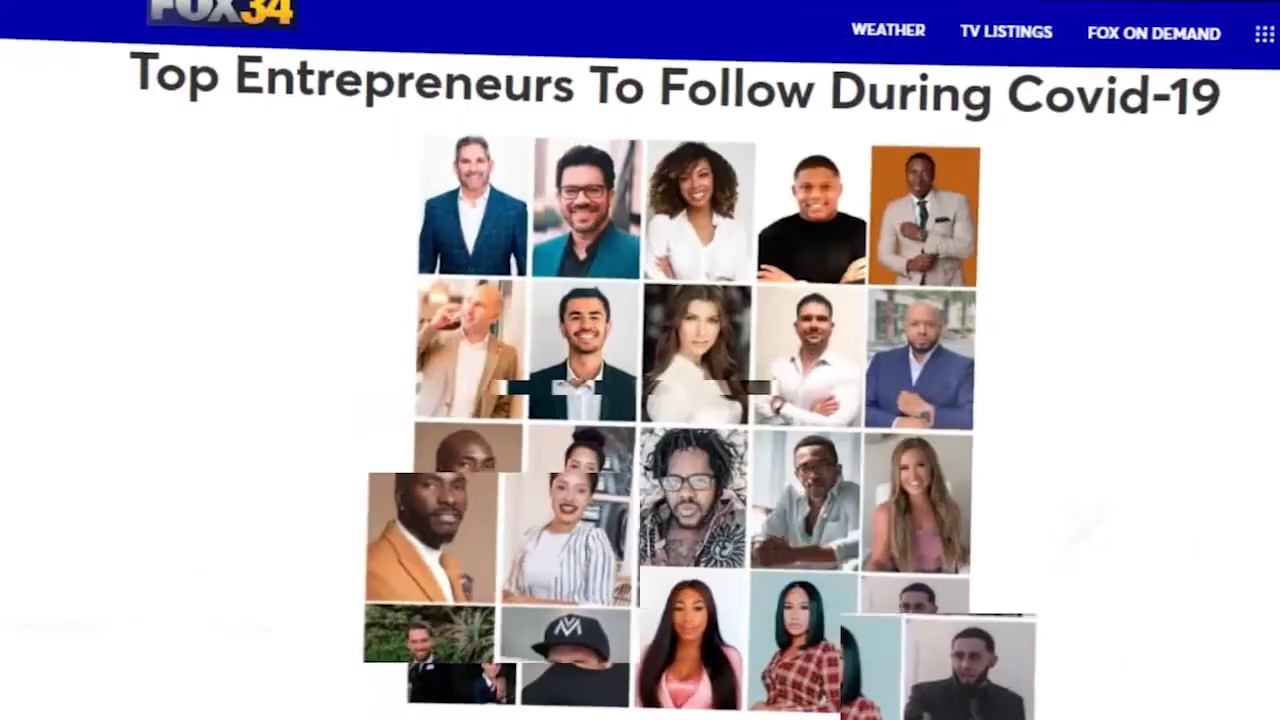 FOX34
WEATHER TV LISTINGS FOX ON DEMAND
Top Entrepreneurs To Follow During Covid-19